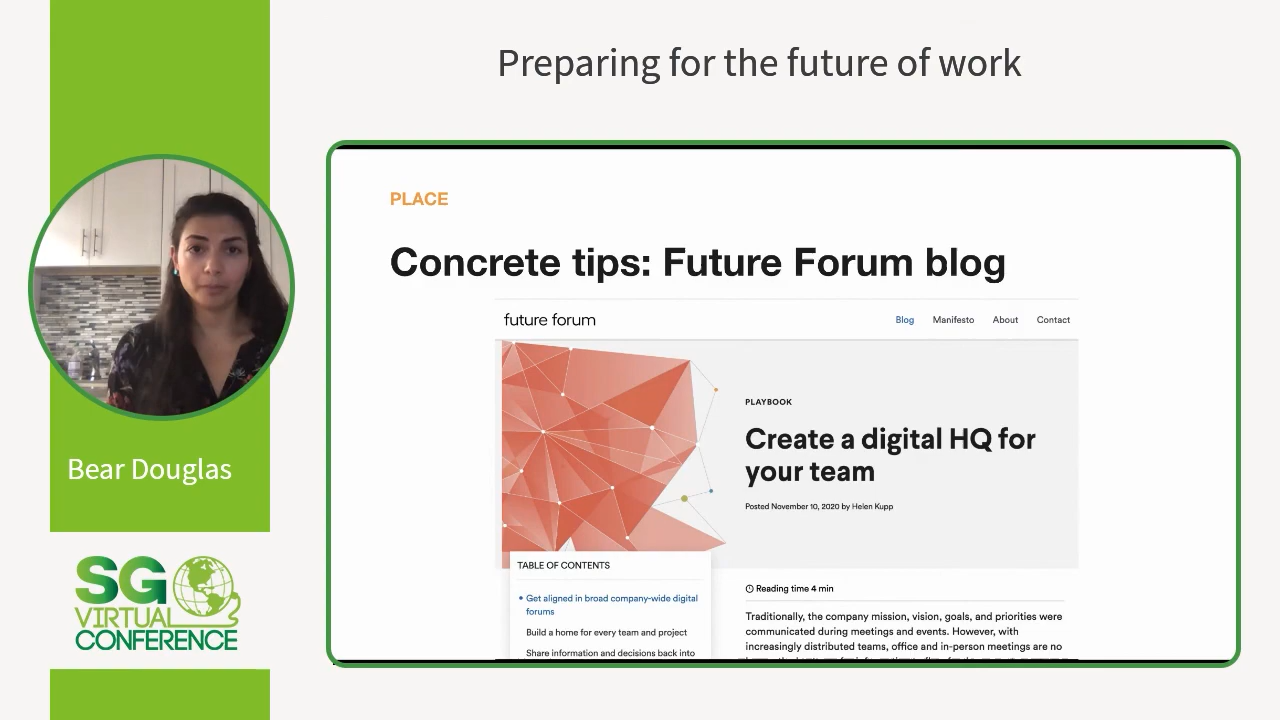 Preparing for the future of work
PLACE
Concrete tips: Future Forum blog
future forum
Blog Manifesto About Contact
PLAYBOOK
Create a digital HQ for
your team
Posted November 10, 2020 by Helen Kupp
TABLE OF CONTENTS
Get aligned in broad company-wide digital
forums
Build a home for every team and project
Share information and decisions back into
Reading time 4 min
Traditionally, the company mission, vision, goals, and priorities were
communicated during meetings and events. However, with
increasingly distributed teams, office and in-person meetings are no
Bear Douglas
SG
VIRTUAL
CONFERENCE